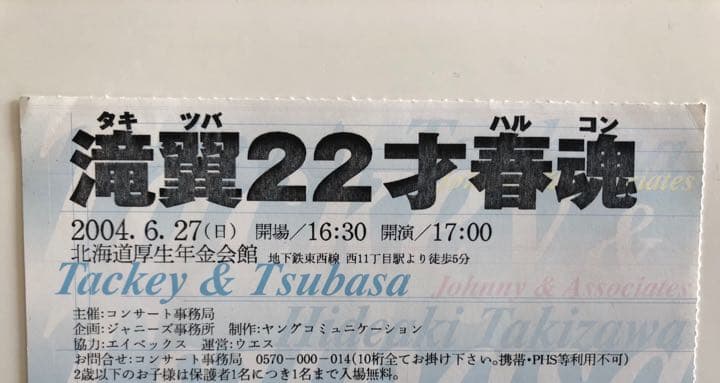 タキ ツバ ハル コン
滝翼22才春魂
2004.6.27(日) 開場/16:30 開演/17:00
北海道厚生年金会館 地下鉄東西線 西11丁目駅より徒歩5分
Tackey & Tsubasa Johnny & Associates
Hideaki Takizawa
主催:コンサート事務局
企画:ジャニーズ事務所 制作:ヤングコミュニケーション
協力:エイベックス 運営:ウエス
お問合せ:コンサート事務局 0570-000-014(10桁全てお掛け下さい。携帯・PHS等利用不可)
2歳以下のお子様は保護者1名につき1名まで入場無料。